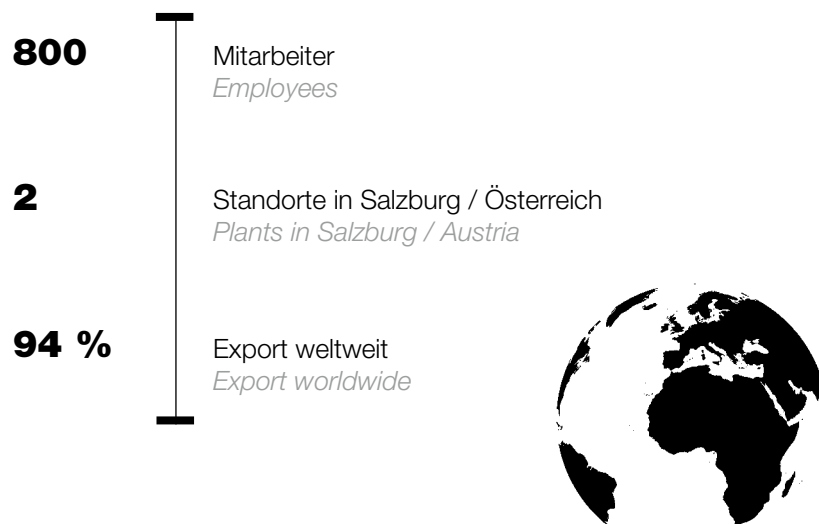 800
Mitarbeiter
Employees
2
Standorte in Salzburg / Österreich
Plants in Salzburg / Austria
94 %
Export weltweit
Export worldwide